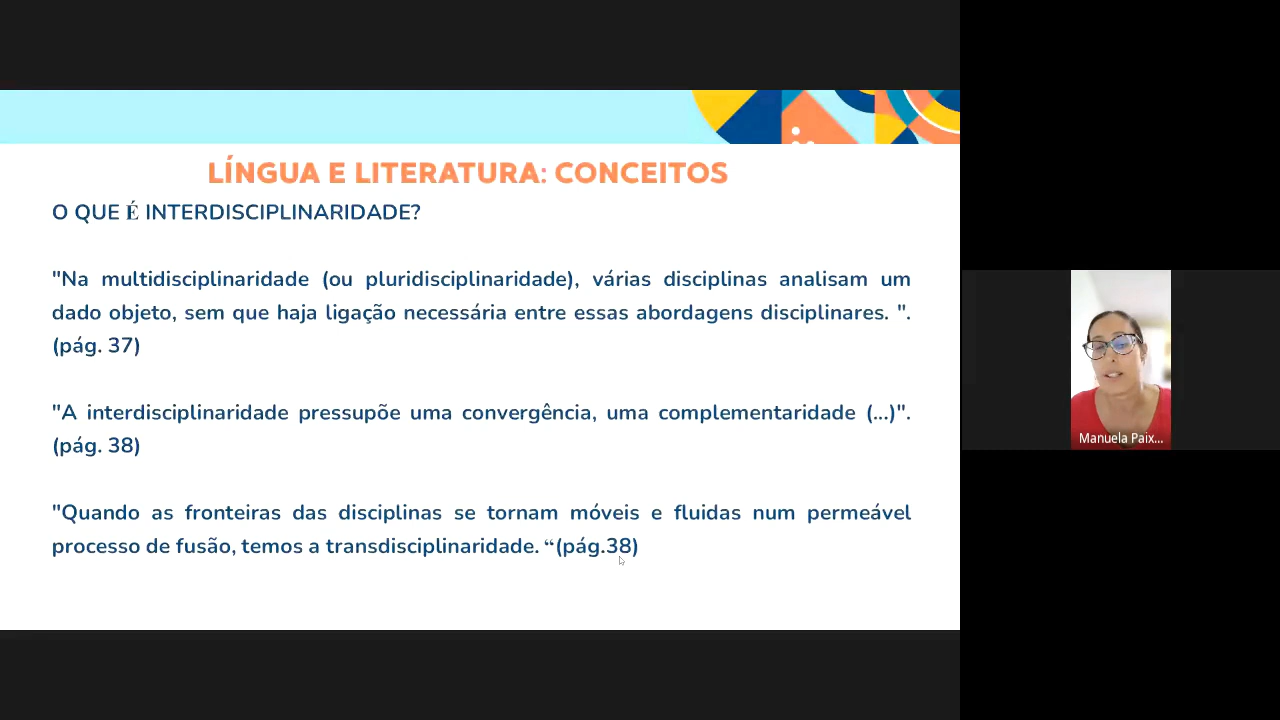 LÍNGUA E LITERATURA: CONCEITOS
O QUE É INTERDISCIPLINARIDADE?
"Na multidisciplinaridade (ou pluridisciplinaridade), várias disciplinas analisam um
dado objeto, sem que haja ligação necessária entre essas abordagens disciplinares. ".
(pág. 37)
"A interdisciplinaridade pressupõe uma convergência, uma complementaridade (...)".
(pág. 38)
"Quando as fronteiras das disciplinas se tornam móveis e fluidas num permeável
processo de fusão, temos a transdisciplinaridade. “(pág.38)
Manuela Paix...